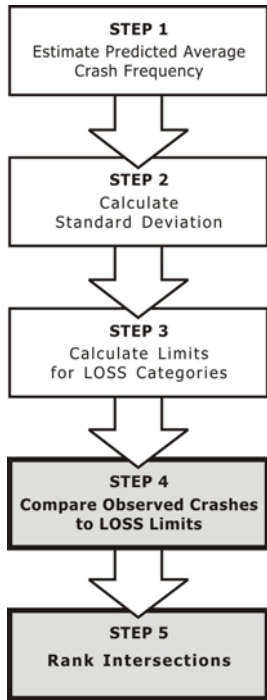 STEP 1
Estimate Predicted Average
Crash Frequency
STEP 2
Calculate
Standard Deviation
STEP 3
Calculate Limits
for LOSS Categories
STEP 4
Compare Observed Crashes
to LOSS Limits
STEP 5
Rank Intersections